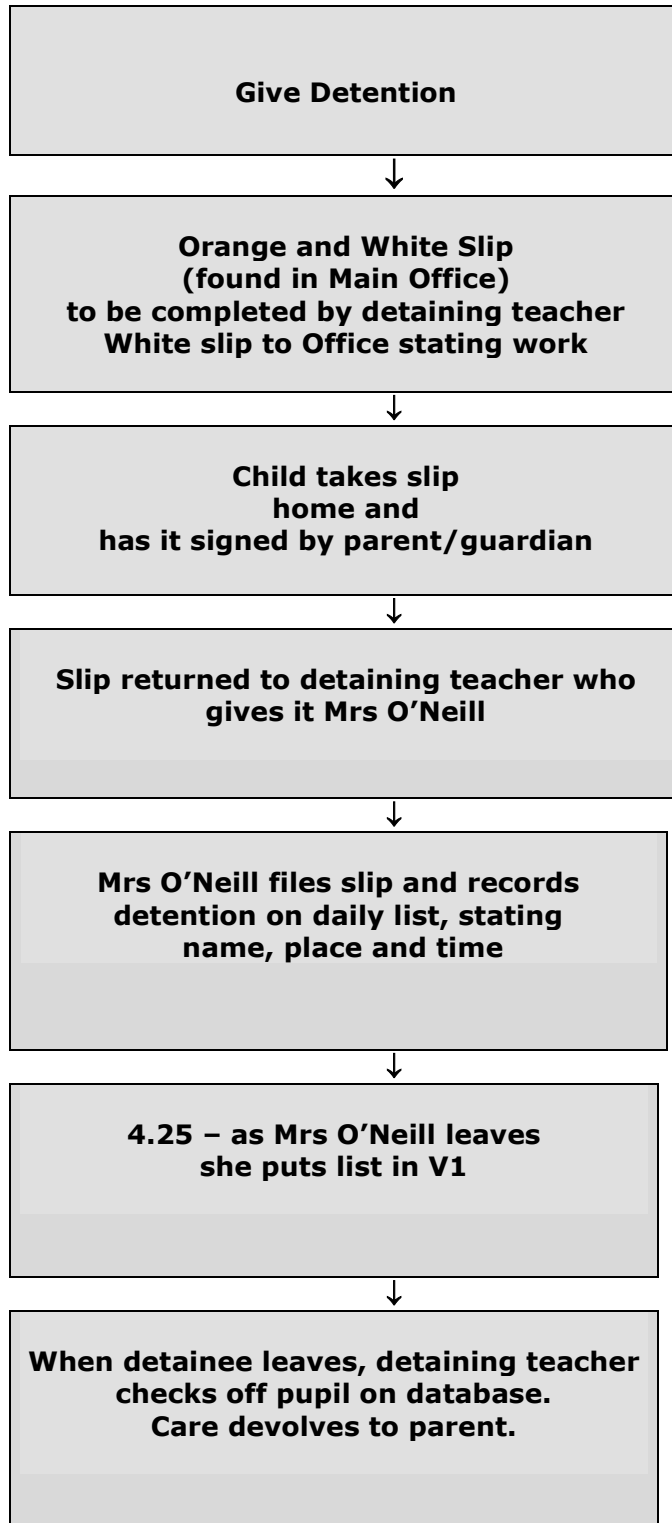 Give Detention
Orange and White Slip
(found in Main Office)
to be completed by detaining teacher
White slip to Office stating work
Child takes slip
home and
has it signed by parent/guardian
Slip returned to detaining teacher who
gives it Mrs O’Neill
Mrs O’Neill files slip and records
detention on daily list, stating
name, place and time
4.25 – as Mrs O’Neill leaves
she puts list in V1
When detainee leaves, detaining teacher
checks off pupil on database.
Care devolves to parent.